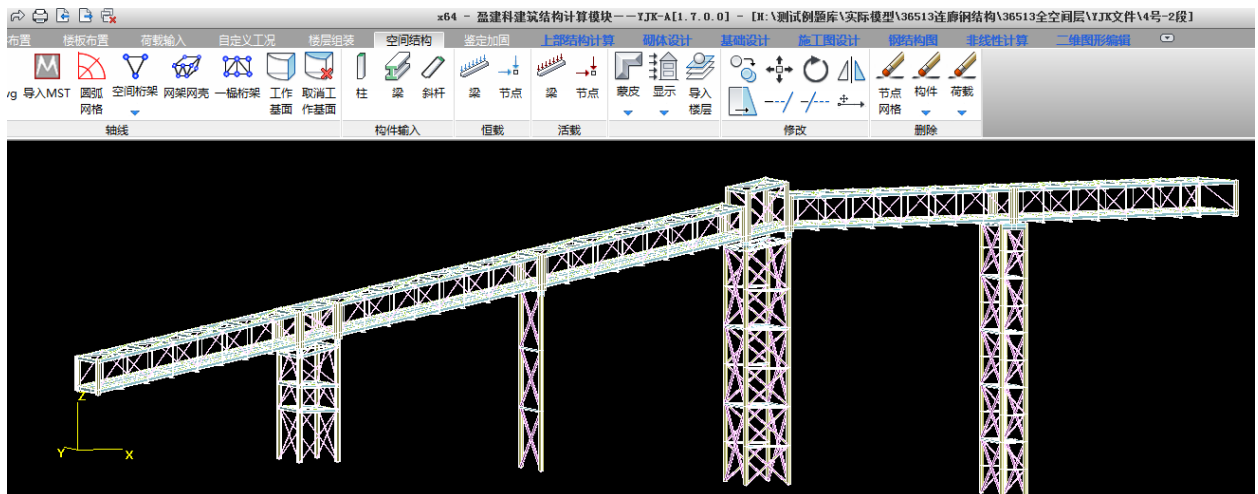 x64 - 盈建科建筑结构计算模块——YJK-A[1.7.0.0] - [H:\测试例题库\实际模型\36513连廊钢结构\36513全空间层\YJK文件\4号-2段]
布置 楼板布置 荷载输入 自定义工况 楼层组装 空间结构 鉴定加固 上部结构计算 砌体设计 基础设计 施工图设计 钢结构图 非线性计算 二维图形编辑
vg 导入MST 圆弧网格 空间桁架 网架网壳 一榀桁架 工作基面 取消工作基面 柱 梁 斜杆 梁 节点 梁 节点 蒙皮 显示 导入楼层 节点网格 构件 荷载
轴线 构件输入 恒载 活载 修改 删除
Z
Y X